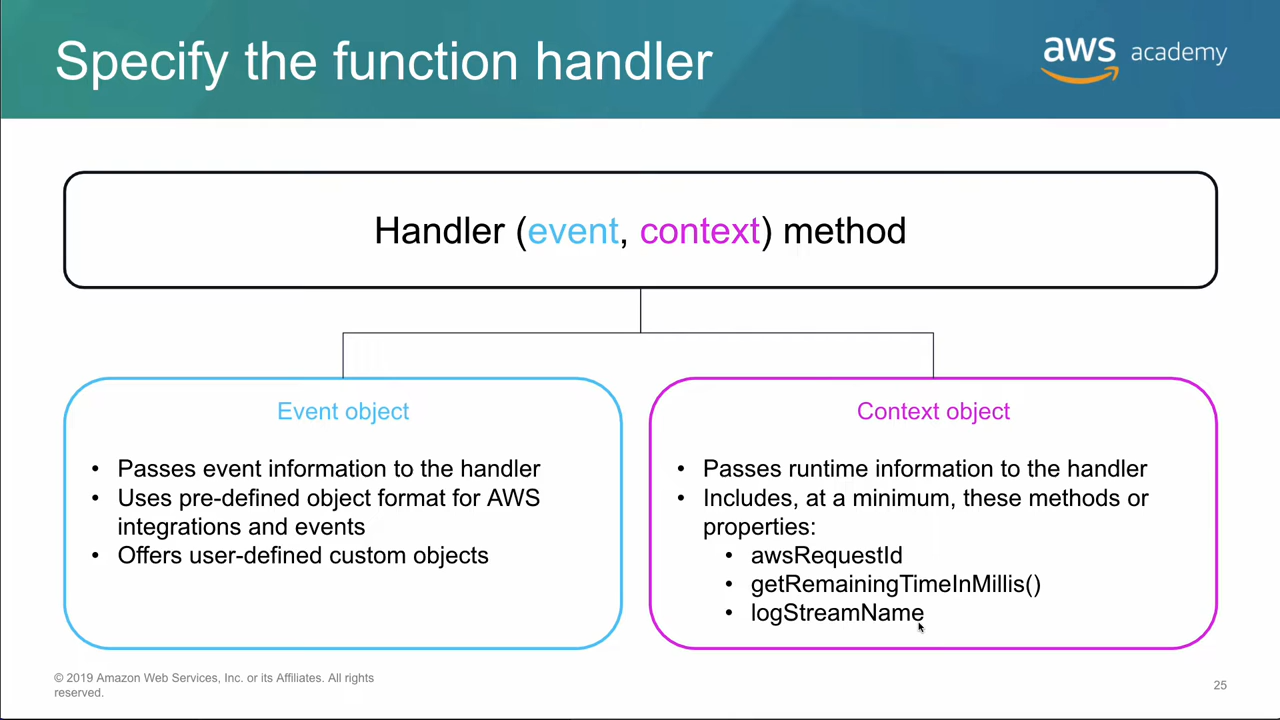 Specify the function handler
aws academy
Handler (event, context) method
Event object
• Passes event information to the handler
• Uses pre-defined object format for AWS
integrations and events
• Offers user-defined custom objects
Context object
• Passes runtime information to the handler
• Includes, at a minimum, these methods or
properties:
• awsRequestId
• getRemainingTimeInMillis()
• logStreamName
© 2019 Amazon Web Services, Inc. or its Affiliates. All rights
reserved.
25